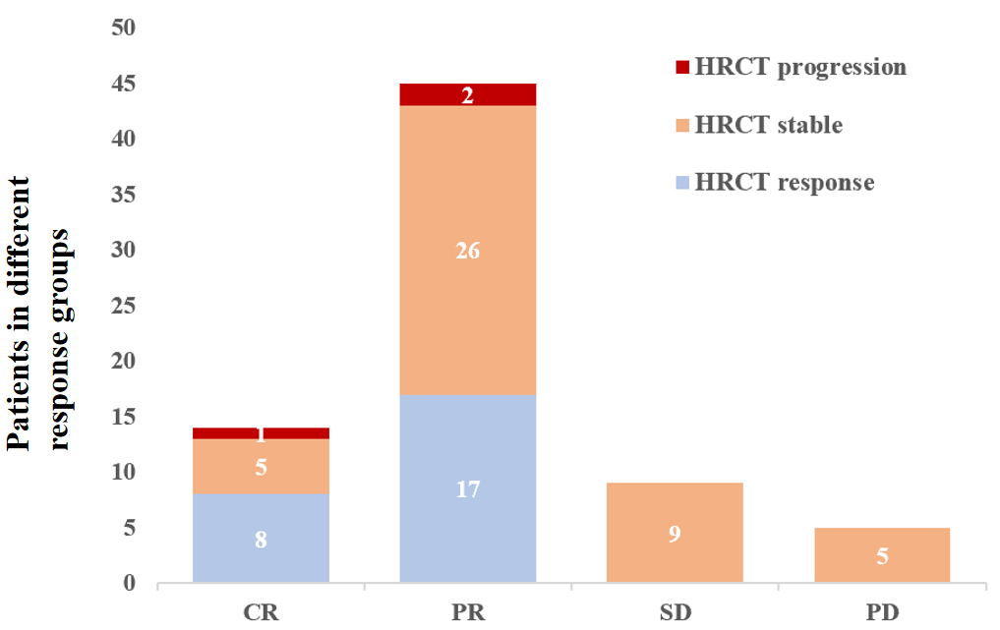 50
45
40
35
30
25
20
15
10
5
0
Patients in different
response groups
HRCT progression
HRCT stable
HRCT response
1
5
8
2
26
17
9
5
CR
PR
SD
PD